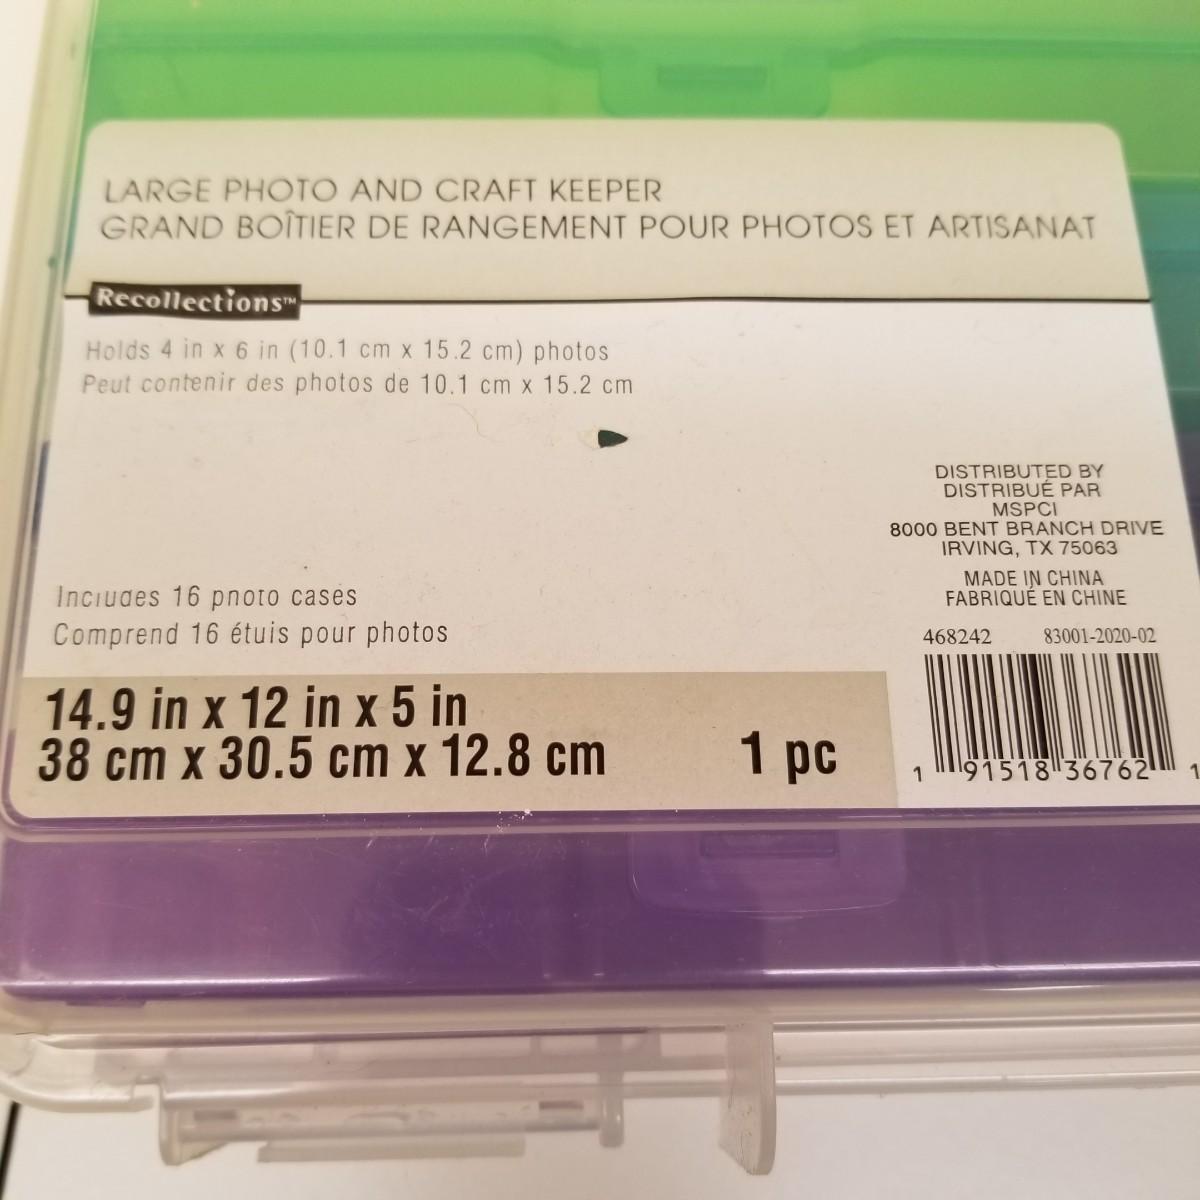 LARGE PHOTO AND CRAFT KEEPER
GRAND BOÎTIER DE RANGEMENT POUR PHOTOS ET ARTISANAT
Recollections™
Holds 4 in x 6 in (10.1 cm x 15.2 cm) photos
Peut contenir des photos de 10.1 cm x 15.2 cm
DISTRIBUTED BY
DISTRIBUÉ PAR
MSPCI
8000 BENT BRANCH DRIVE
IRVING, TX 75063
MADE IN CHINA
FABRIQUÉ EN CHINE
Includes 16 photo cases
Comprend 16 étuis pour photos
468242 83001-2020-02
14.9 in x 12 in x 5 in
38 cm x 30.5 cm x 12.8 cm
1 pc
1 91518 36762 1